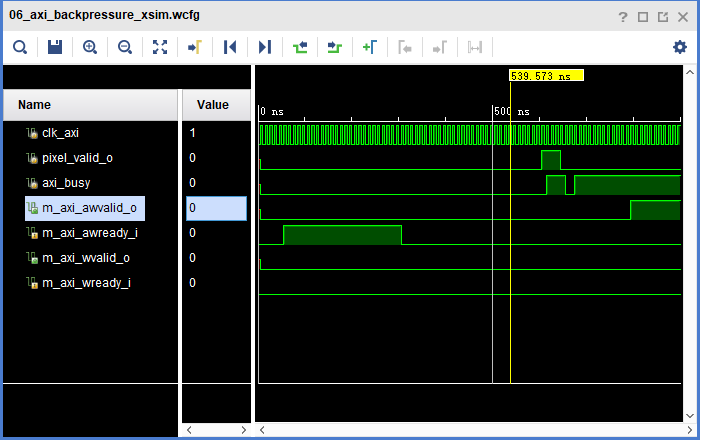 06_axi_backpressure_xsim.wcfg
539.573 ns
Name Value
0 ns 500 ns
clk_axi 1
pixel_valid_o 0
axi_busy 0
m_axi_awvalid_o 0
m_axi_awready_i 0
m_axi_wvalid_o 0
m_axi_wready_i 0